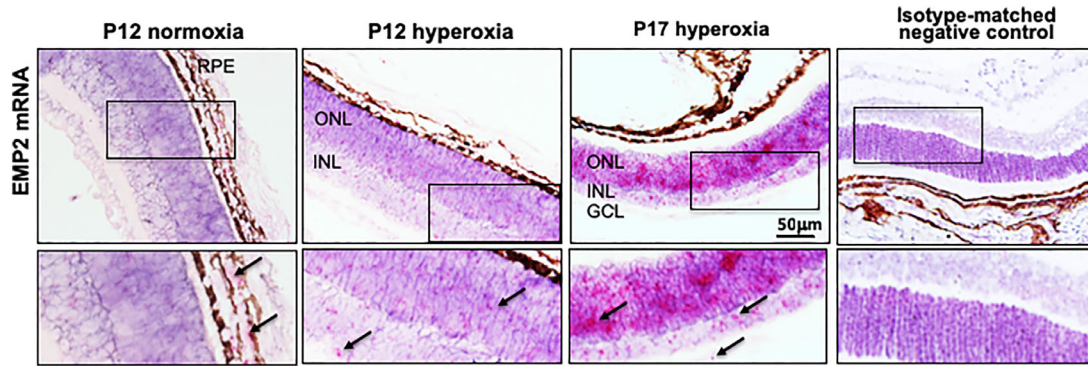 P12 normoxia
P12 hyperoxia
P17 hyperoxia
Isotype-matched
negative control
EMP2 mRNA
RPE
ONL
INL
ONL
INL
GCL
50μm